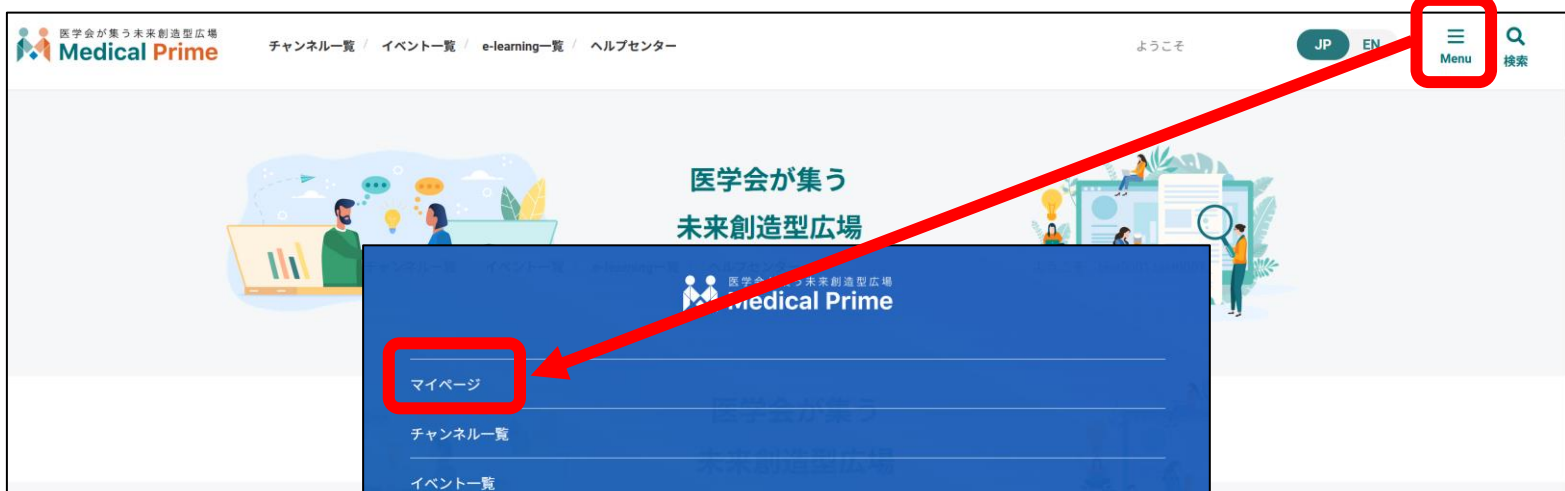 医学会が集う未来創造型広場
Medical Prime
チャンネル一覧 / イベント一覧 / e-learning一覧 / ヘルプセンター
ようこそ
JP EN
Menu
検索
医学会が集う
未来創造型広場
Medical Prime
マイページ
チャンネル一覧
イベント一覧
医学会が集う
未来創造型広場